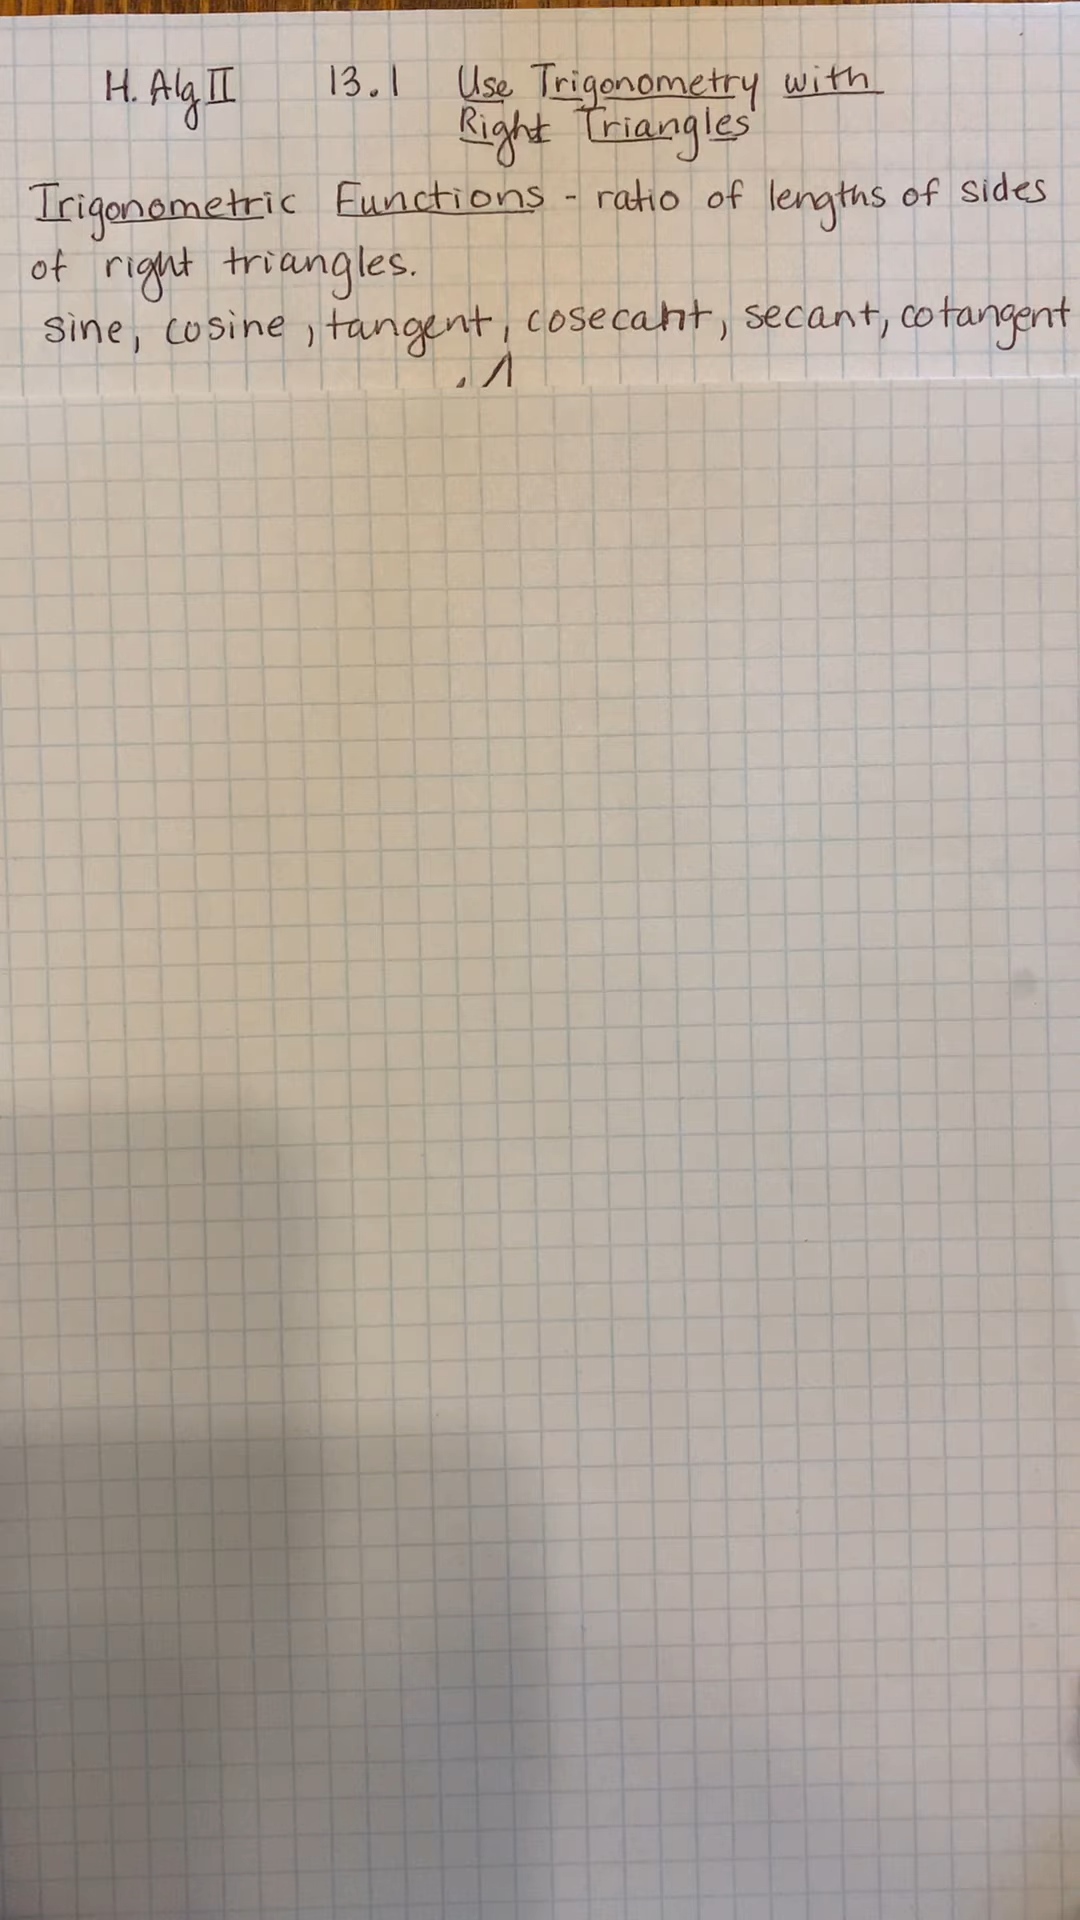 H. Alg II 13.1 Use Trigonometry with
Right Triangles
Trigonometric Functions - ratio of lengths of sides
of right triangles.
sine, cosine, tangent, cosecant, secant, cotangent